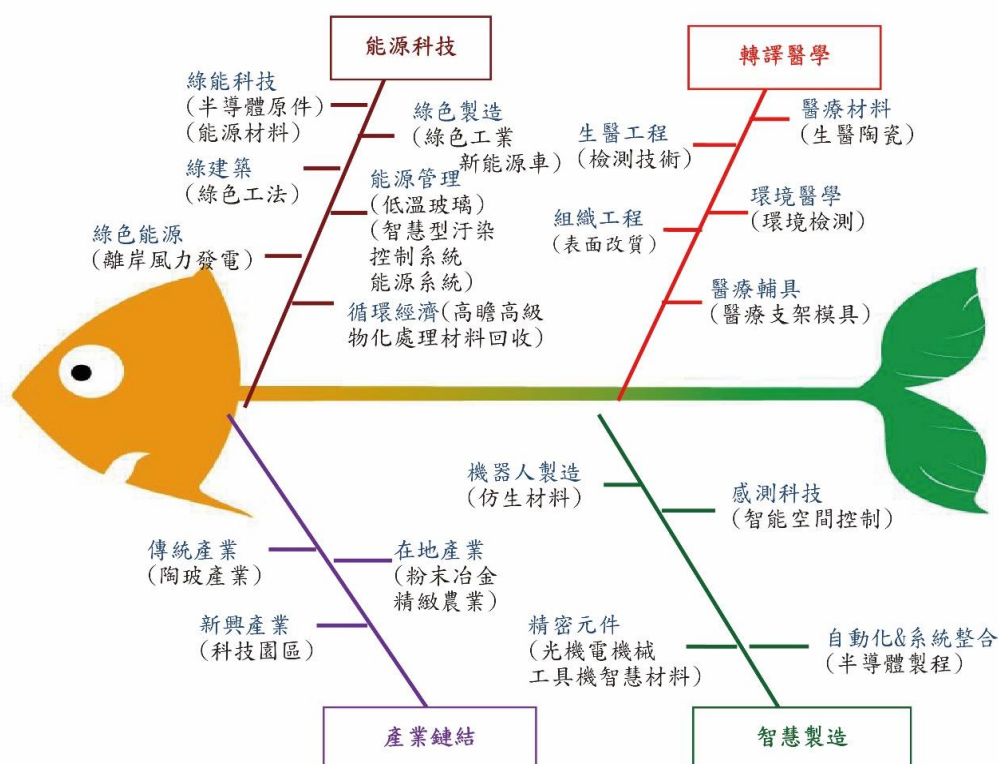 能源科技
綠能科技
(半導體原件)
(能源材料)
綠色製造
(綠色工業
新能源車)
綠建築
(綠色工法)
能源管理
(低溫玻璃)
(智慧型汙染
控制系統
能源系統)
綠色能源
(離岸風力發電)
循環經濟(高瞻高級
物化處理材料回收)
轉譯醫學
醫療材料
(生醫陶瓷)
生醫工程
(檢測技術)
環境醫學
(環境檢測)
組織工程
(表面改質)
醫療輔具
(醫療支架模具)
傳統產業
(陶玻產業)
在地產業
(粉末冶金
精緻農業)
新興產業
(科技園區)
產業鏈結
機器人製造
(仿生材料)
感測科技
(智能空間控制)
精密元件
(光機電機械
工具機智慧材料)
自動化&系統整合
(半導體製程)
智慧製造